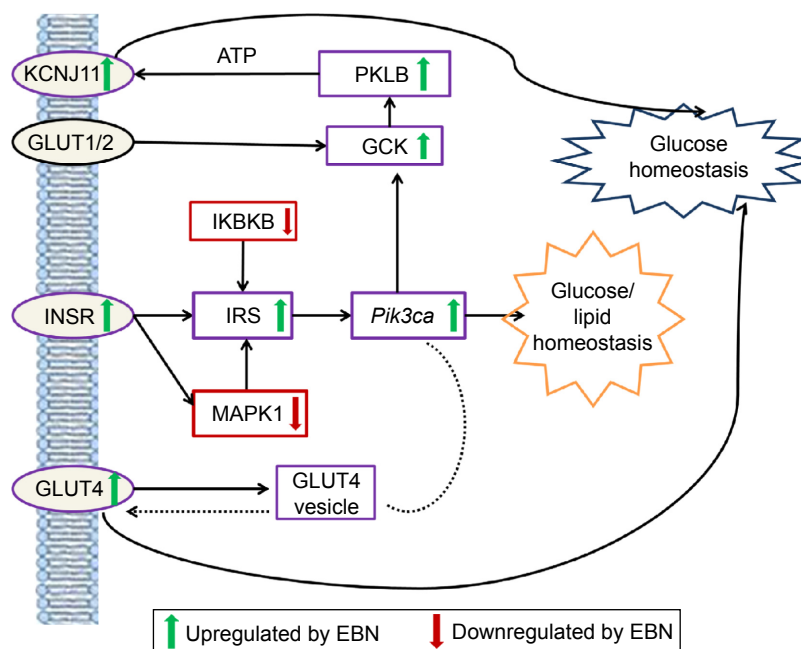 KCNJ11
ATP
PKLB
GLUT1/2
GCK
Glucose
homeostasis
IKBKB
INSR
IRS
Pik3ca
Glucose/
lipid
homeostasis
MAPK1
GLUT4
GLUT4
vesicle
Upregulated by EBN
Downregulated by EBN